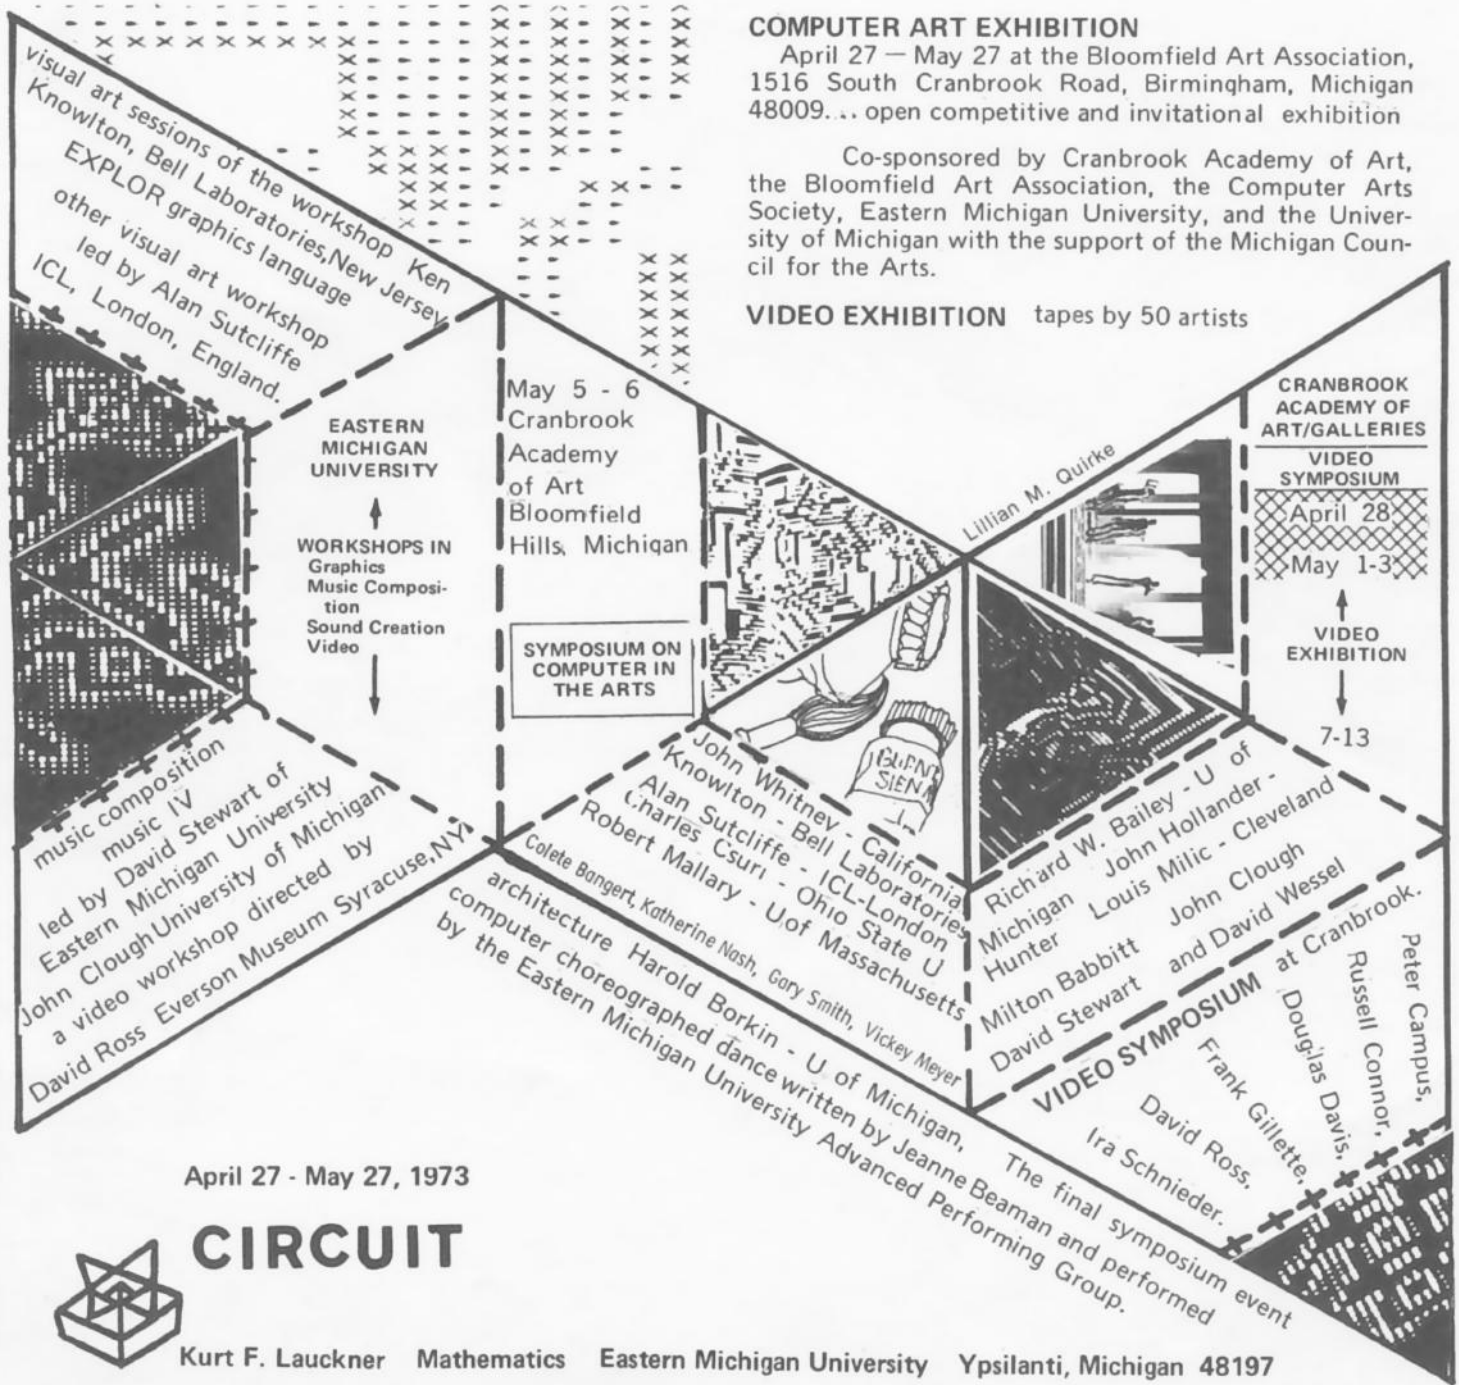 COMPUTER ART EXHIBITION
April 27 — May 27 at the Bloomfield Art Association,
1516 South Cranbrook Road, Birmingham, Michigan
48009... open competitive and invitational exhibition
Co-sponsored by Cranbrook Academy of Art,
the Bloomfield Art Association, the Computer Arts
Society, Eastern Michigan University, and the Univer-
sity of Michigan with the support of the Michigan Coun-
cil for the Arts.
VIDEO EXHIBITION tapes by 50 artists
visual art sessions of the workshop Ken
Knowlton, Bell Laboratories, New Jersey
EXPLOR graphics language
other visual art workshop
led by Alan Sutcliffe
ICL, London, England.
EASTERN
MICHIGAN
UNIVERSITY
WORKSHOPS IN
Graphics
Music Composi-
tion
Sound Creation
Video
May 5 - 6
Cranbrook
Academy
of Art
Bloomfield
Hills, Michigan
SYMPOSIUM ON
COMPUTER IN
THE ARTS
Lillian M. Quirke
CRANBROOK
ACADEMY OF
ART/GALLERIES
VIDEO
SYMPOSIUM
April 28
May 1-3
VIDEO
EXHIBITION
7-13
BURNT
SIEN
music composition
music IV
led by David Stewart of
Eastern Michigan University
John Clough University of Michigan
a video workshop directed by
David Ross Everson Museum Syracuse, NY
John Whitney - California
Knowlton - Bell Laboratories
Alan Sutcliffe - ICL-London
Charles Csuri - Ohio State U
Robert Mallary - U of Massachusetts
Colete Bangert, Katherine Nash, Gary Smith, Vickey Meyer
architecture Harold Borkin - U of Michigan, The final symposium event
computer choreographed dance written by Jeanne Beaman and performed
by the Eastern Michigan University Advanced Performing Group.
Richard W. Bailey - U of
Michigan John Hollander -
Hunter Louis Milic - Cleveland
Milton Babbitt John Clough
David Stewart and David Wessel
VIDEO SYMPOSIUM at Cranbrook.
Peter Campus,
Russell Connor,
Douglas Davis,
Frank Gillette,
David Ross,
Ira Schnieder.
April 27 - May 27, 1973
CIRCUIT
Kurt F. Lauckner Mathematics Eastern Michigan University Ypsilanti, Michigan 48197